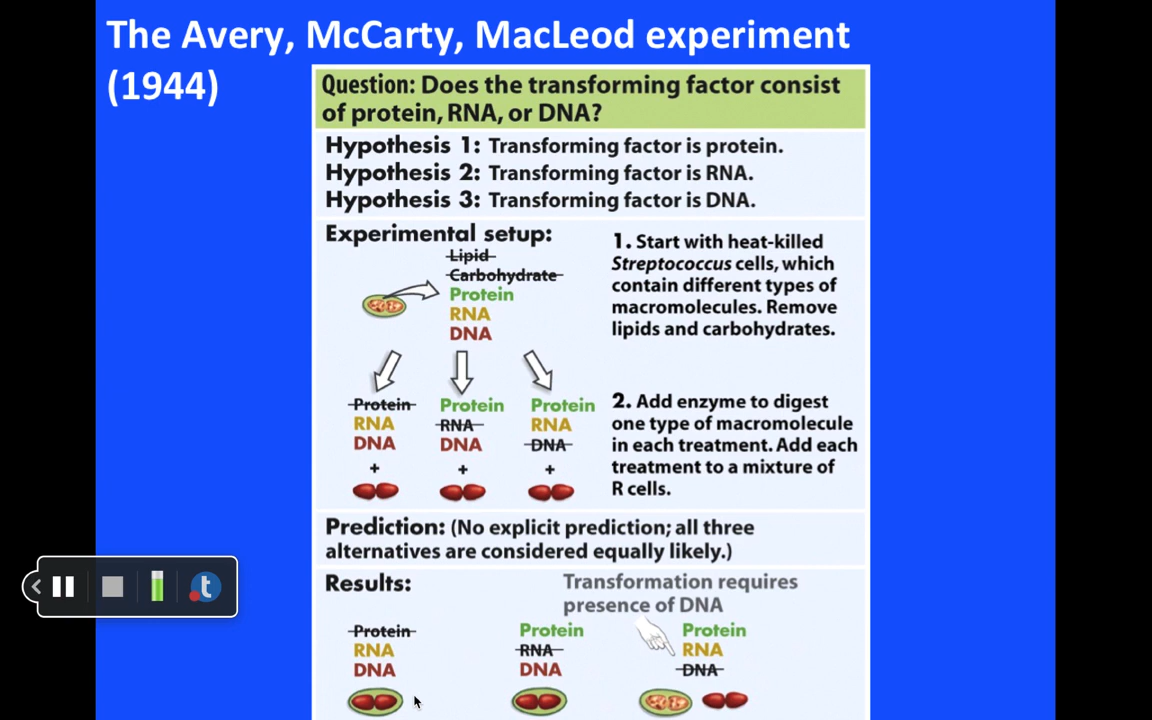 The Avery, McCarty, MacLeod experiment
(1944)
Question: Does the transforming factor consist
of protein, RNA, or DNA?
Hypothesis 1: Transforming factor is protein.
Hypothesis 2: Transforming factor is RNA.
Hypothesis 3: Transforming factor is DNA.
Experimental setup:
Lipid
Carbohydrate
Protein
RNA
DNA
1. Start with heat-killed
Streptococcus cells, which
contain different types of
macromolecules. Remove
lipids and carbohydrates.
Protein
RNA
DNA
+
Protein
RNA
DNA
+
Protein
RNA
DNA
+
2. Add enzyme to digest
one type of macromolecule
in each treatment. Add each
treatment to a mixture of
R cells.
Prediction: (No explicit prediction; all three
alternatives are considered equally likely.)
Results:
Transformation requires
presence of DNA
Protein
RNA
DNA
Protein
RNA
DNA
Protein
RNA
DNA
t